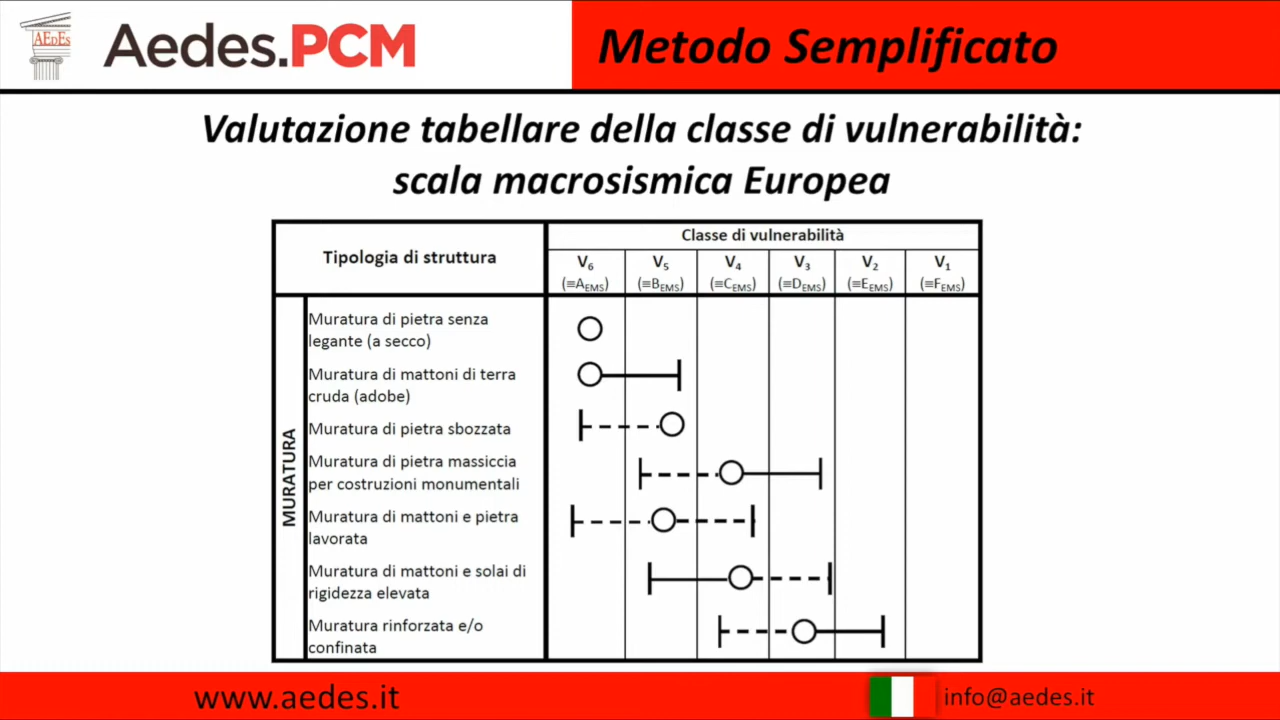 AEDES
Aedes.PCM
Metodo Semplificato
Valutazione tabellare della classe di vulnerabilità:
scala macrosismica Europea
Tipologia di struttura
Classe di vulnerabilità
V6 V5 V4 V3 V2 V1
(≡AEMS) (≡BEMS) (≡CEMS) (≡DEMS) (≡EEMS) (≡FEMS)
MURATURA
Muratura di pietra senza
legante (a secco)
Muratura di mattoni di terra
cruda (adobe)
Muratura di pietra sbozzata
Muratura di pietra massiccia
per costruzioni monumentali
Muratura di mattoni e pietra
lavorata
Muratura di mattoni e solai di
rigidezza elevata
Muratura rinforzata e/o
confinata
www.aedes.it
info@aedes.it